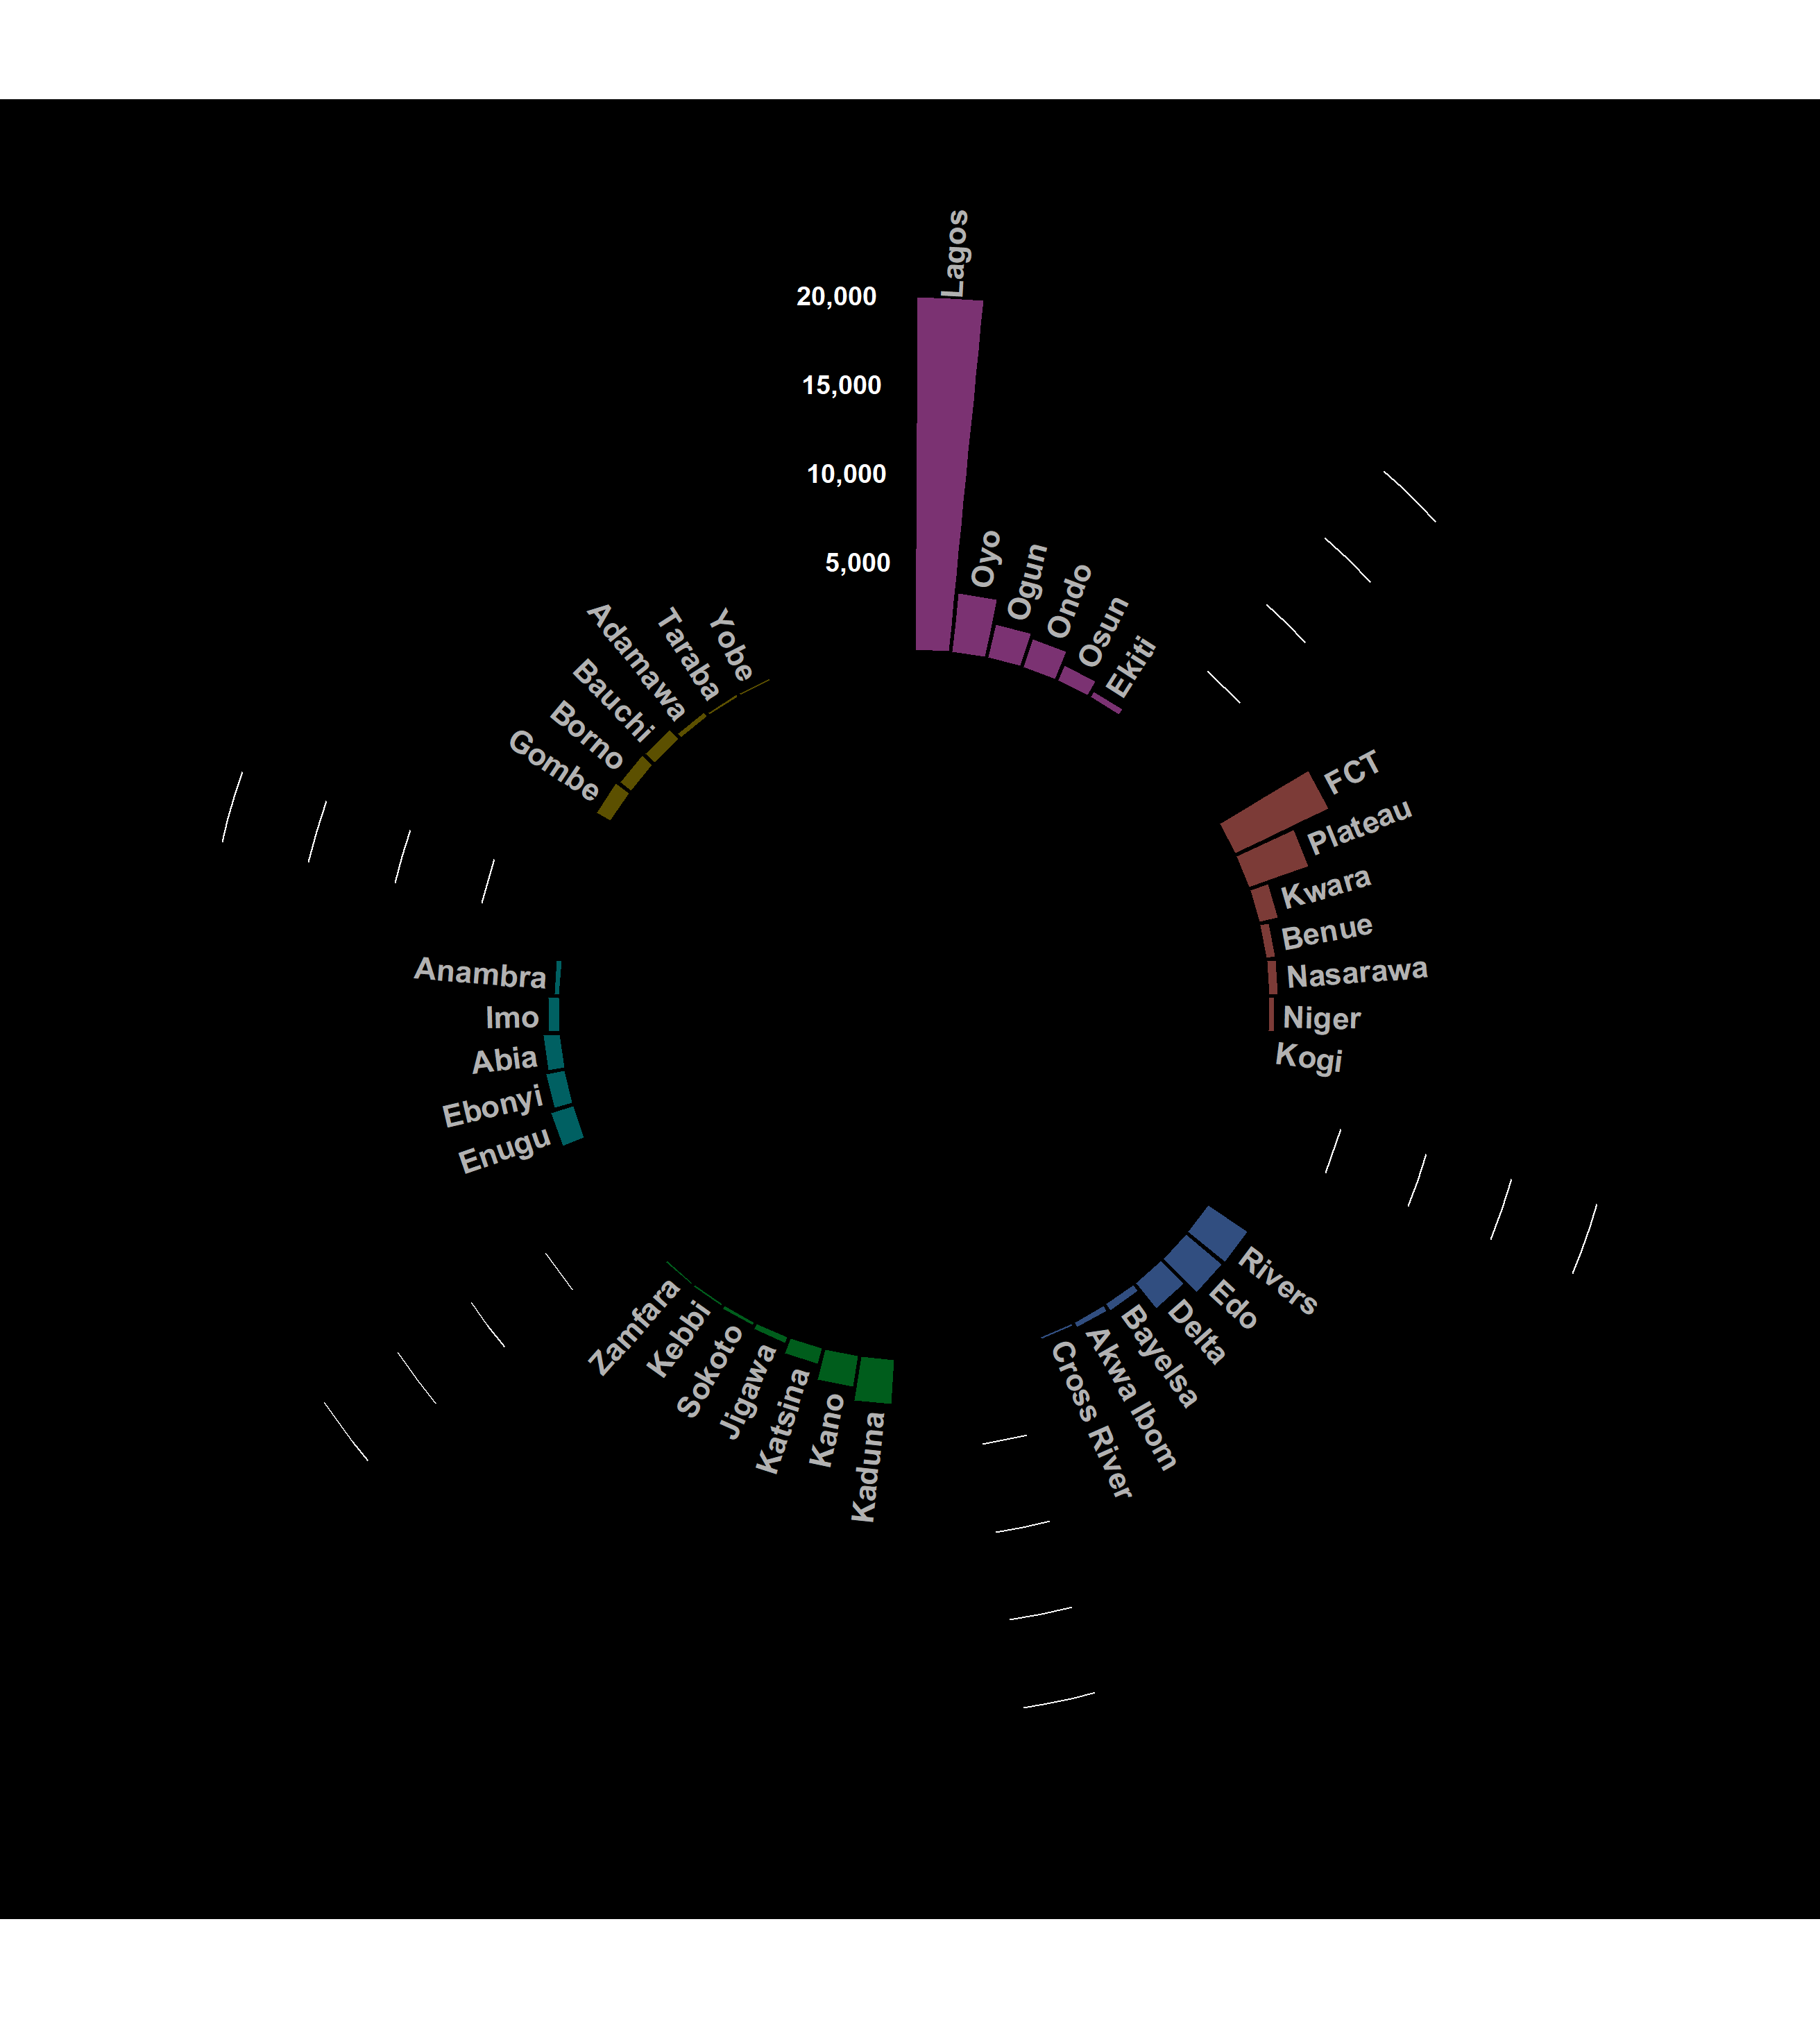 20,000
15,000
10,000
5,000
Lagos
Oyo
Ogun
Ondo
Osun
Ekiti
FCT
Plateau
Kwara
Benue
Nasarawa
Niger
Kogi
Rivers
Edo
Delta
Bayelsa
Akwa Ibom
Cross River
Kaduna
Kano
Katsina
Jigawa
Sokoto
Kebbi
Zamfara
Enugu
Ebonyi
Abia
Imo
Anambra
Gombe
Borno
Bauchi
Adamawa
Taraba
Yobe